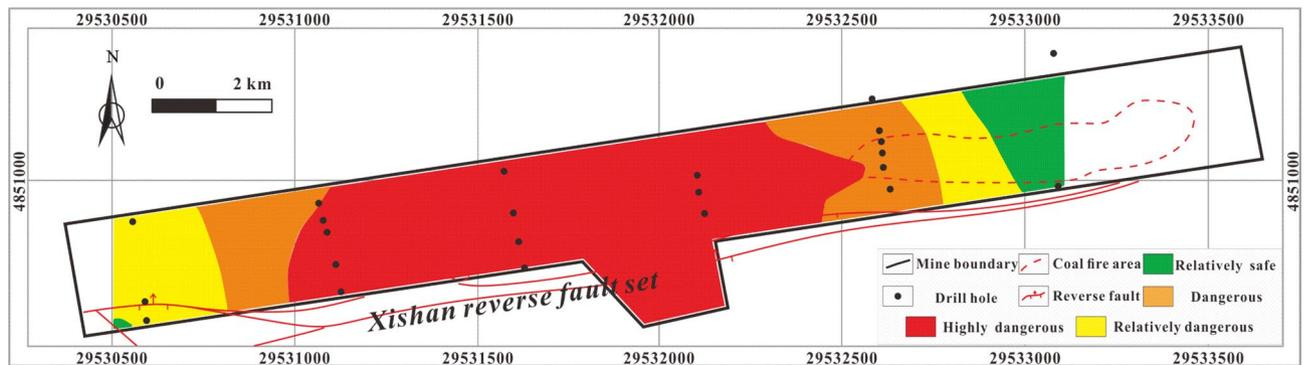 29530500 29531000 29531500 29532000 29532500 29533000 29533500
N
0 2 km
4851000
4851000
Xishan reverse fault set
Mine boundary Coal fire area Relatively safe
Drill hole Reverse fault Dangerous
Highly dangerous Relatively dangerous
29530500 29531000 29531500 29532000 29532500 29533000 29533500